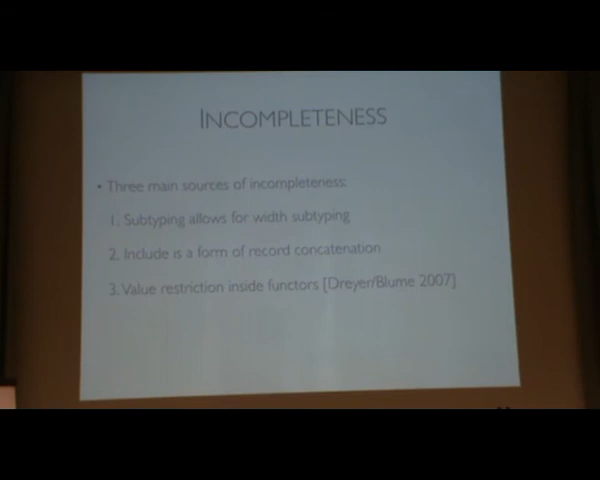 INCOMPLETENESS
• Three main sources of incompleteness:
1. Subtyping allows for width subtyping
2. Include is a form of record concatenation
3. Value restriction inside functors [Dreyer/Blume 2007]